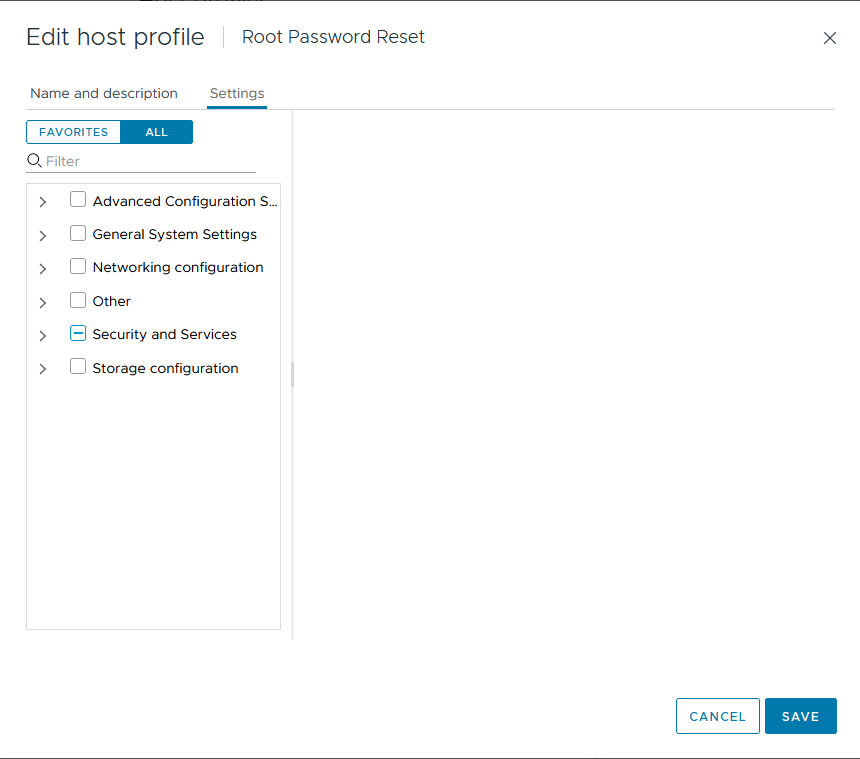 Edit host profile | Root Password Reset
Name and description Settings
FAVORITES ALL
Filter
Advanced Configuration S...
General System Settings
Networking configuration
Other
Security and Services
Storage configuration
CANCEL SAVE